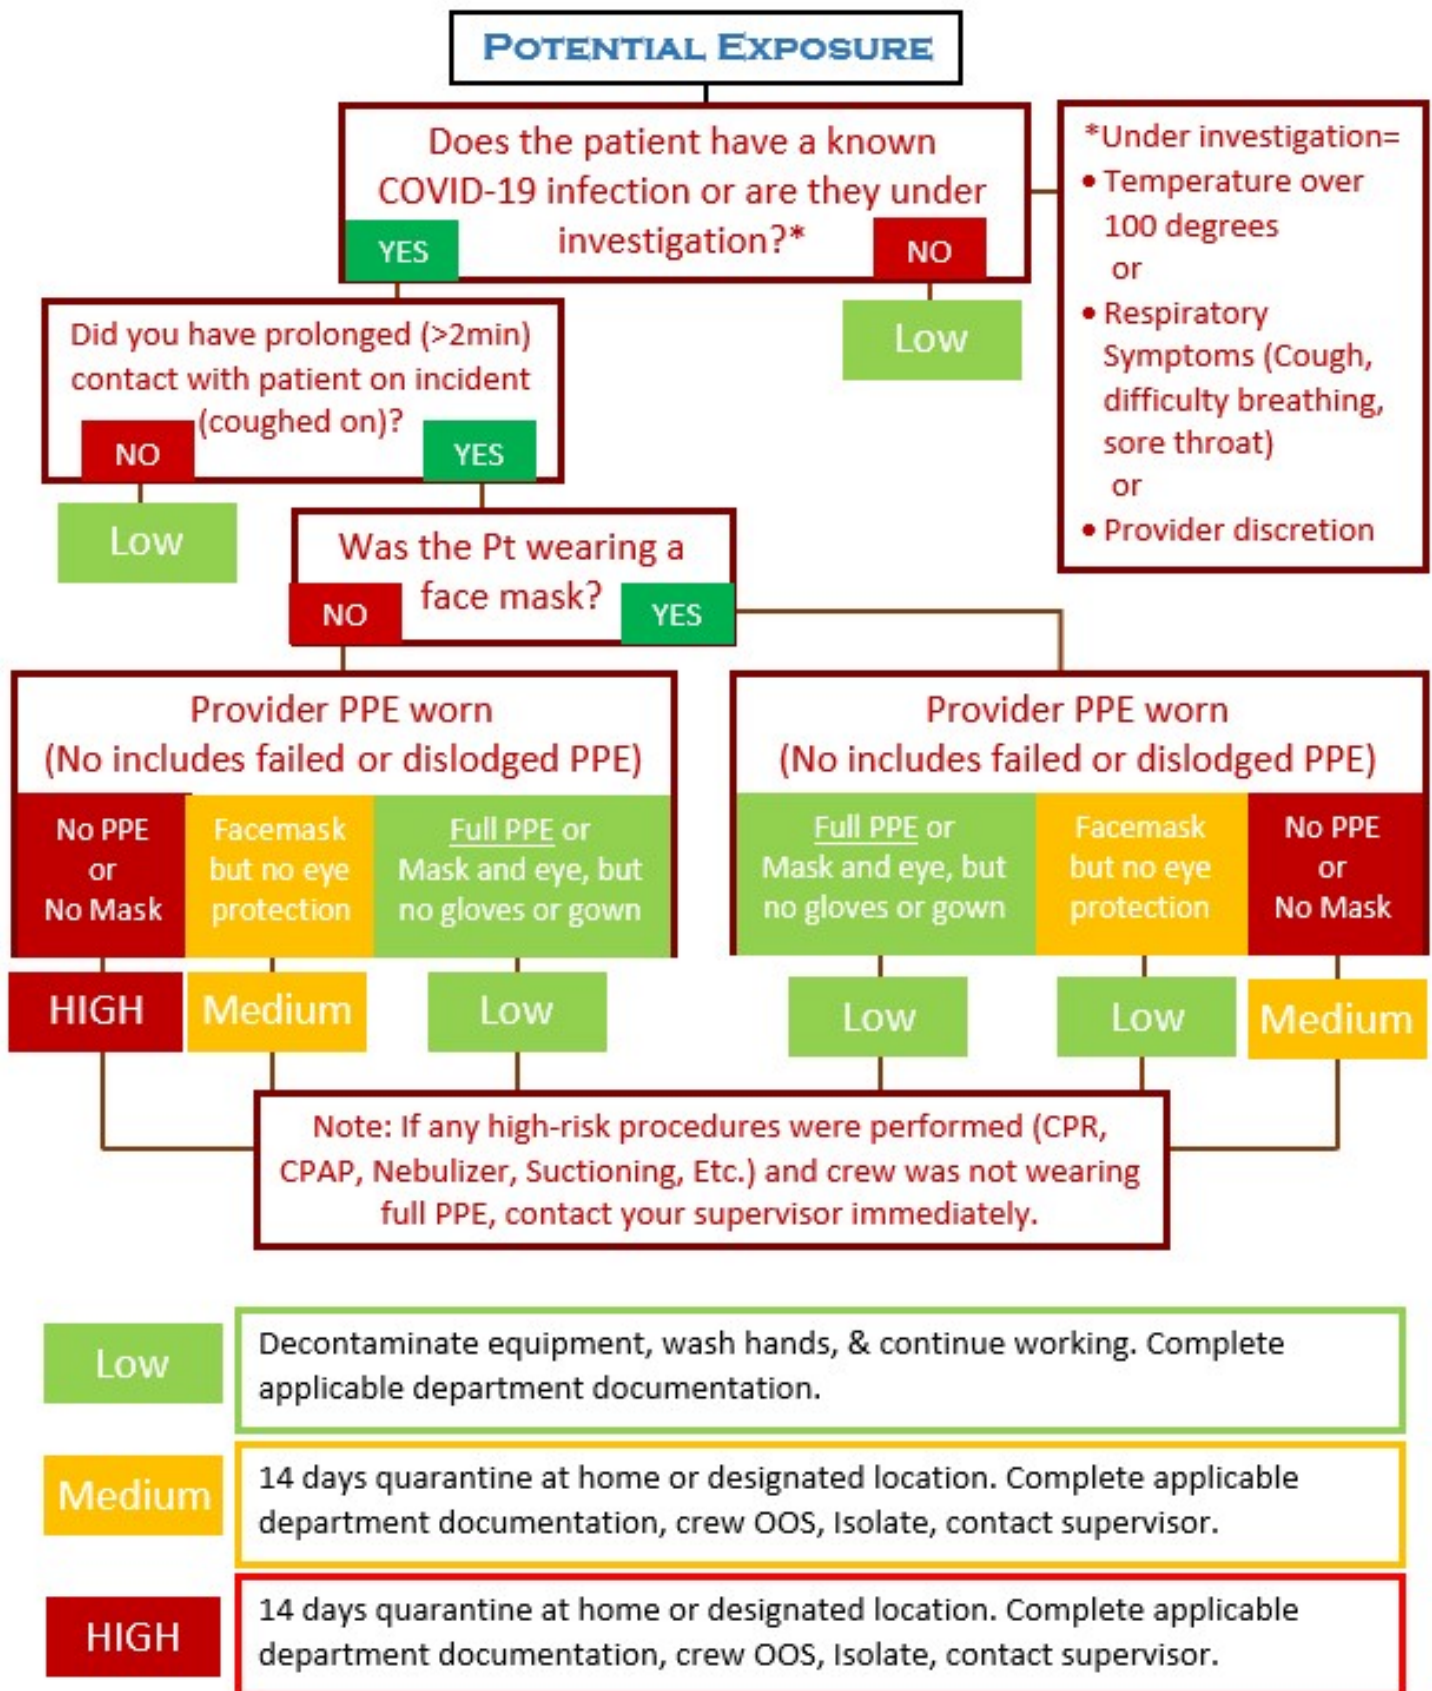 POTENTIAL EXPOSURE
Does the patient have a known
COVID-19 infection or are they under
investigation?*
YES
NO
*Under investigation=
• Temperature over
100 degrees
or
• Respiratory
Symptoms (Cough,
difficulty breathing,
sore throat)
or
• Provider discretion
Low
Did you have prolonged (>2min)
contact with patient on incident
(coughed on)?
NO
YES
Low
Was the Pt wearing a
face mask?
NO
YES
Provider PPE worn
(No includes failed or dislodged PPE)
No PPE
or
No Mask
Facemask
but no eye
protection
Full PPE or
Mask and eye, but
no gloves or gown
HIGH
Medium
Low
Provider PPE worn
(No includes failed or dislodged PPE)
Full PPE or
Mask and eye, but
no gloves or gown
Facemask
but no eye
protection
No PPE
or
No Mask
Low
Low
Medium
Note: If any high-risk procedures were performed (CPR,
CPAP, Nebulizer, Suctioning, Etc.) and crew was not wearing
full PPE, contact your supervisor immediately.
Low
Decontaminate equipment, wash hands, & continue working. Complete
applicable department documentation.
Medium
14 days quarantine at home or designated location. Complete applicable
department documentation, crew OOS, Isolate, contact supervisor.
HIGH
14 days quarantine at home or designated location. Complete applicable
department documentation, crew OOS, Isolate, contact supervisor.